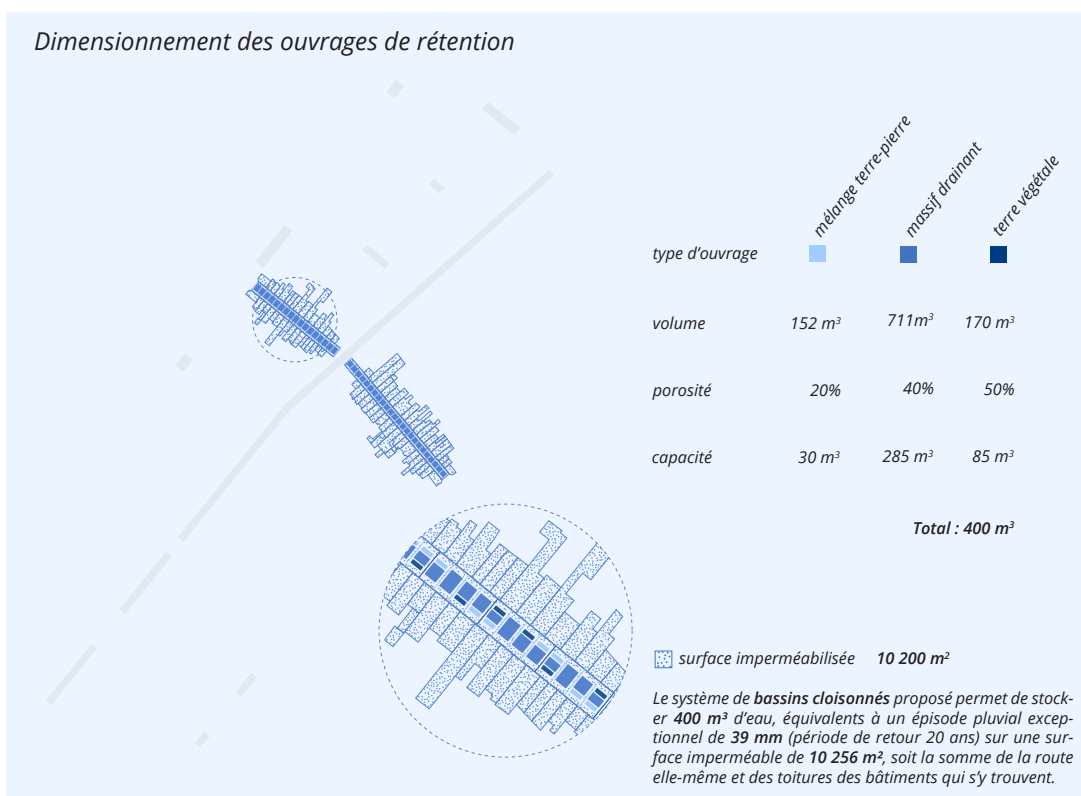 Dimensionnement des ouvrages de rétention
mélange terre-pierre
massif drainant
terre végétale
type d’ouvrage
volume 152 m³ 711m³ 170 m³
porosité 20% 40% 50%
capacité 30 m³ 285 m³ 85 m³
Total : 400 m³
surface imperméabilisée 10 200 m²
Le système de bassins cloisonnés proposé permet de stock-
er 400 m³ d’eau, équivalents à un épisode pluvial excep-
tionnel de 39 mm (période de retour 20 ans) sur une sur-
face imperméable de 10 256 m², soit la somme de la route
elle-même et des toitures des bâtiments qui s’y trouvent.